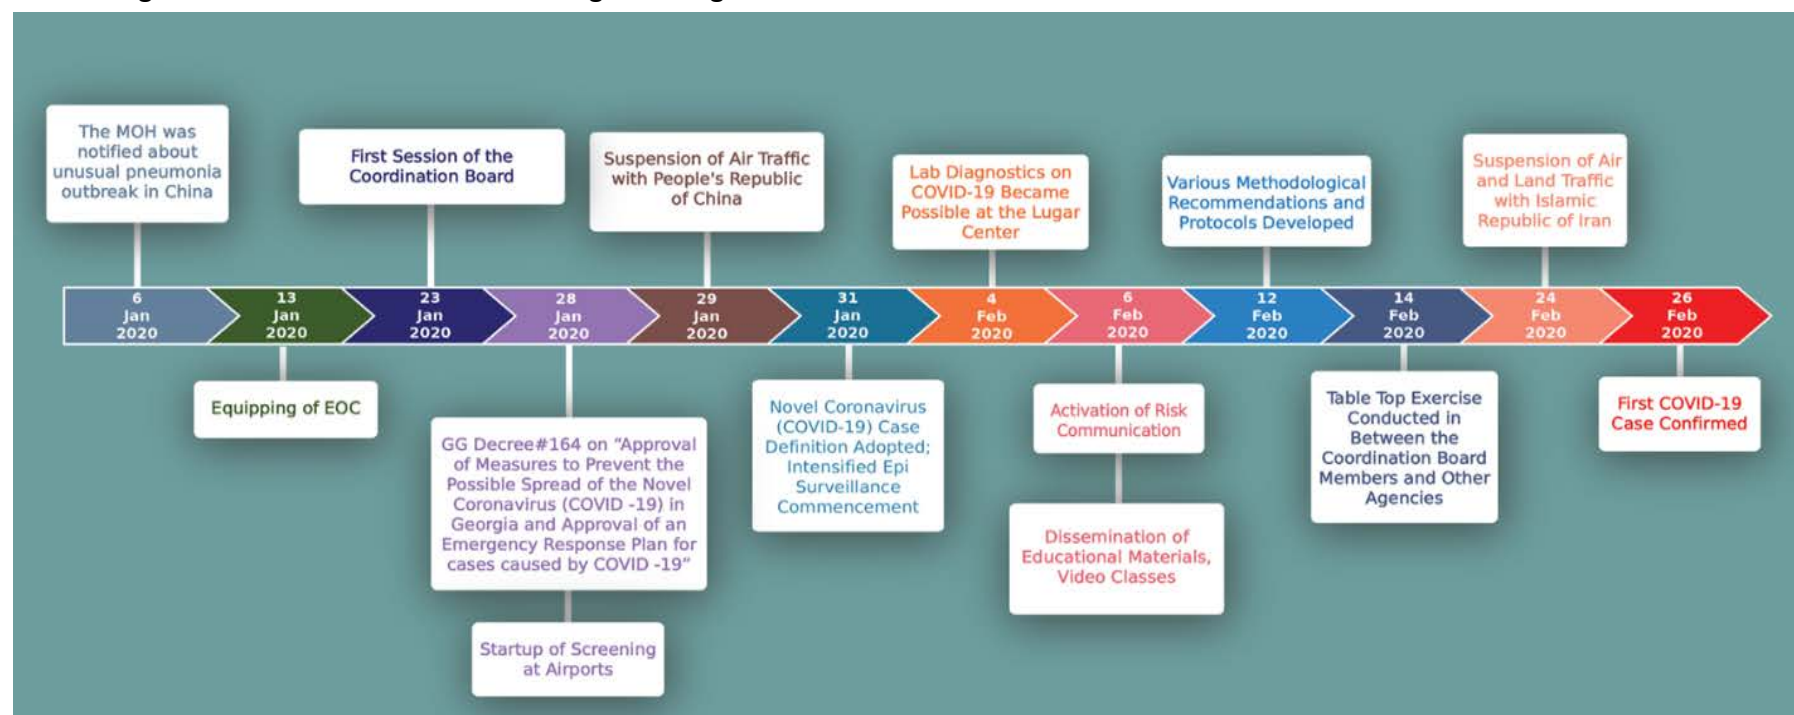 The MOH was
notified about
unusual pneumonia
outbreak in China
First Session of the
Coordination Board
Suspension of Air Traffic
with People's Republic
of China
Lab Diagnostics on
COVID-19 Became
Possible at the Lugar
Center
Various Methodological
Recommendations and
Protocols Developed
Suspension of Air
and Land Traffic
with Islamic
Republic of Iran
6
Jan
2020
13
Jan
2020
23
Jan
2020
28
Jan
2020
29
Jan
2020
31
Jan
2020
4
Feb
2020
6
Feb
2020
12
Feb
2020
14
Feb
2020
24
Feb
2020
26
Feb
2020
Equipping of EOC
GG Decree#164 on “Approval
of Measures to Prevent the
Possible Spread of the Novel
Coronavirus (COVID -19) in
Georgia and Approval of an
Emergency Response Plan for
cases caused by COVID -19”
Startup of Screening
at Airports
Novel Coronavirus
(COVID-19) Case
Definition Adopted;
Intensified Epi
Surveillance
Commencement
Activation of Risk
Communication
Dissemination of
Educational Materials,
Video Classes
Table Top Exercise
Conducted in
Between the
Coordination Board
Members and Other
Agencies
First COVID-19
Case Confirmed